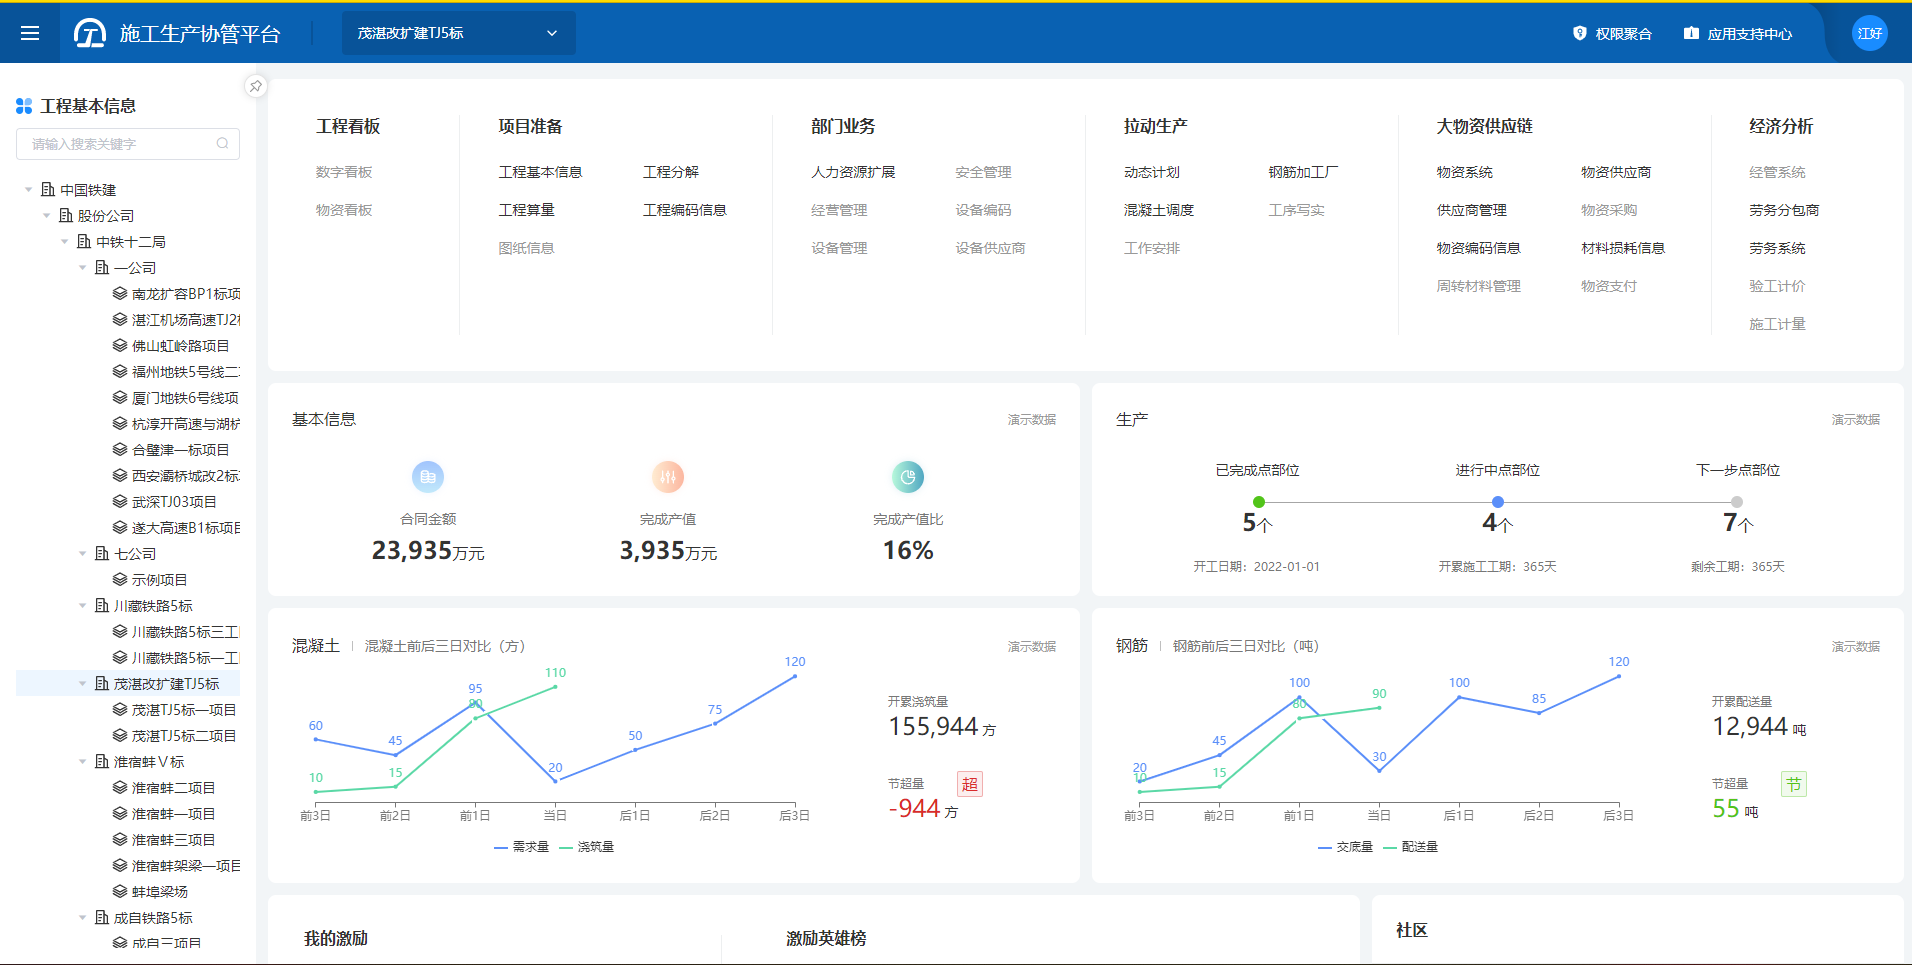 施工生产协管平台
茂湛改扩建TJ5标
权限聚合
应用支持中心
江好
工程基本信息
请输入搜索关键字
中国铁建
股份公司
中铁十二局
一公司
南龙扩容BP1标项
湛江机场高速TJ2标
佛山虹岭路项目
福州地铁5号线二
厦门地铁6号线项
杭淳开高速与湖杭
合璧津一标项目
西安灞桥城改2标
武深TJ03项目
遂大高速B1标项目
七公司
示例项目
川藏铁路5标
川藏铁路5标三工
川藏铁路5标一工
茂湛改扩建TJ5标
茂湛TJ5标一项目
茂湛TJ5标二项目
淮宿蚌Ⅴ标
淮宿蚌二项目
淮宿蚌一项目
淮宿蚌三项目
淮宿蚌架梁一项目
蚌埠梁场
成自铁路5标
成自三项目
工程看板
数字看板
物资看板
项目准备
工程基本信息 工程分解
工程算量 工程编码信息
图纸信息
部门业务
人力资源扩展 安全管理
经营管理 设备编码
设备管理 设备供应商
拉动生产
动态计划 钢筋加工厂
混凝土调度 工序写实
工作安排
大物资供应链
物资系统 物资供应商
供应商管理 物资采购
物资编码信息 材料损耗信息
周转材料管理 物资支付
经济分析
经管系统
劳务分包商
劳务系统
验工计价
施工计量
基本信息 演示数据
合同金额 完成产值 完成产值比
23,935万元 3,935万元 16%
生产 演示数据
已完成点部位 进行中点部位 下一步点部位
5个 4个 7个
开工日期：2022-01-01 开累施工工期：365天 剩余工期：365天
混凝土 混凝土前后三日对比（方） 演示数据
60 45 95 20 50 75 120
10 15 80 110
前3日 前2日 前1日 当日 后1日 后2日 后3日
需求量 浇筑量
开累浇筑量
155,944 方
节超量 超
-944 方
钢筋 钢筋前后三日对比（吨） 演示数据
20 45 100 30 100 85 120
10 15 80 90
前3日 前2日 前1日 当日 后1日 后2日 后3日
交底量 配送量
开累配送量
12,944 吨
节超量 节
55 吨
我的激励
激励英雄榜
社区